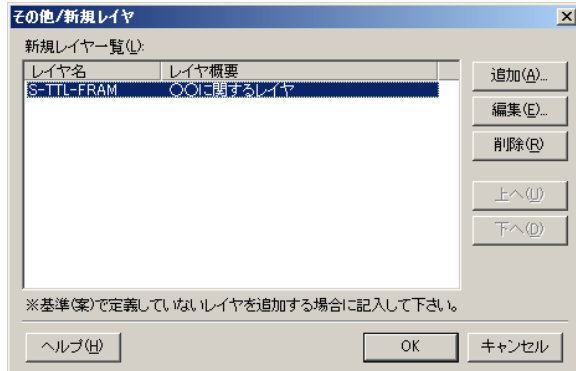 その他/新規レイヤ
新規レイヤー覧(L):
レイヤ名 レイヤ概要
S-TTL-FRAM 〇〇に関するレイヤ
追加(A)...
編集(E)...
削除(R)
上へ(U)
下へ(D)
※基準(案)で定義していないレイヤを追加する場合に記入して下さい。
ヘルプ(H) OK キャンセル